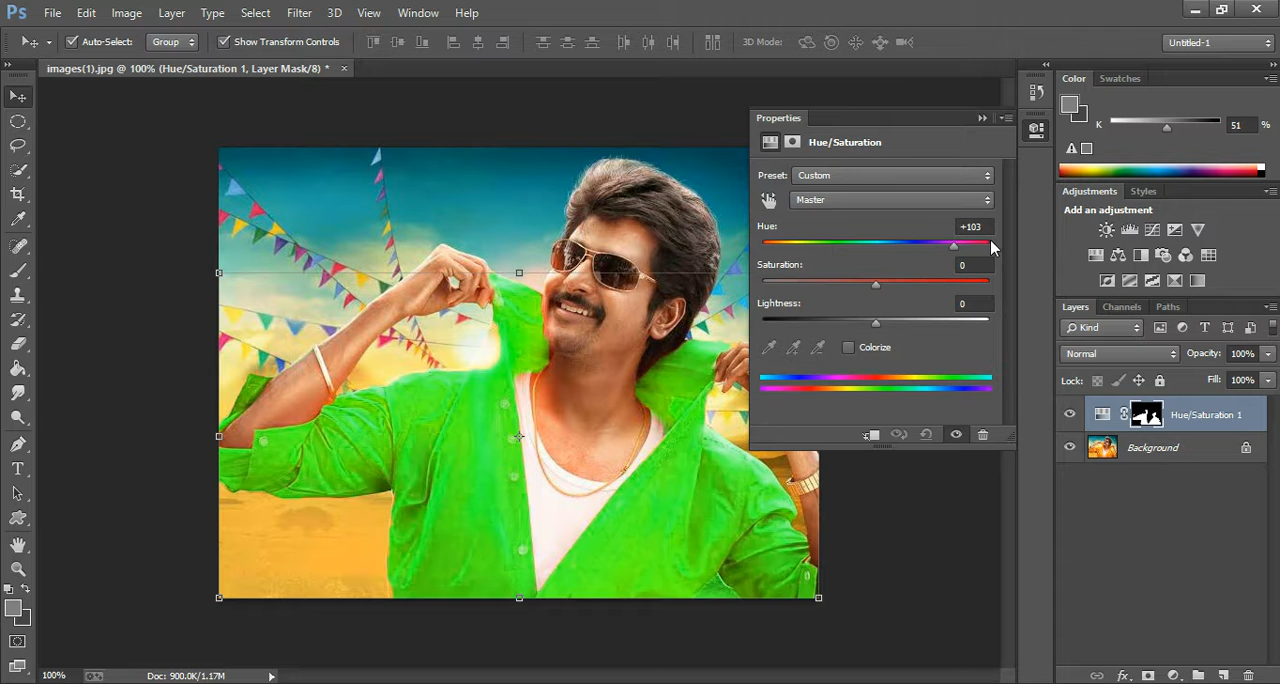 Ps File Edit Image Layer Type Select Filter 3D View Window Help
Auto-Select: Group Show Transform Controls 3D Mode: Untitled-1
images(1).jpg @ 100% (Hue/Saturation 1, Layer Mask/8) * ×
Properties
Hue/Saturation
Preset: Custom
Master
Hue: +103
Saturation: 0
Lightness: 0
Colorize
Color Swatches
K 51 %
Adjustments Styles
Add an adjustment
Layers Channels Paths
Kind
Normal Opacity: 100%
Lock: Fill: 100%
Hue/Saturation 1
Background
100% Doc: 900.0K/1.17M